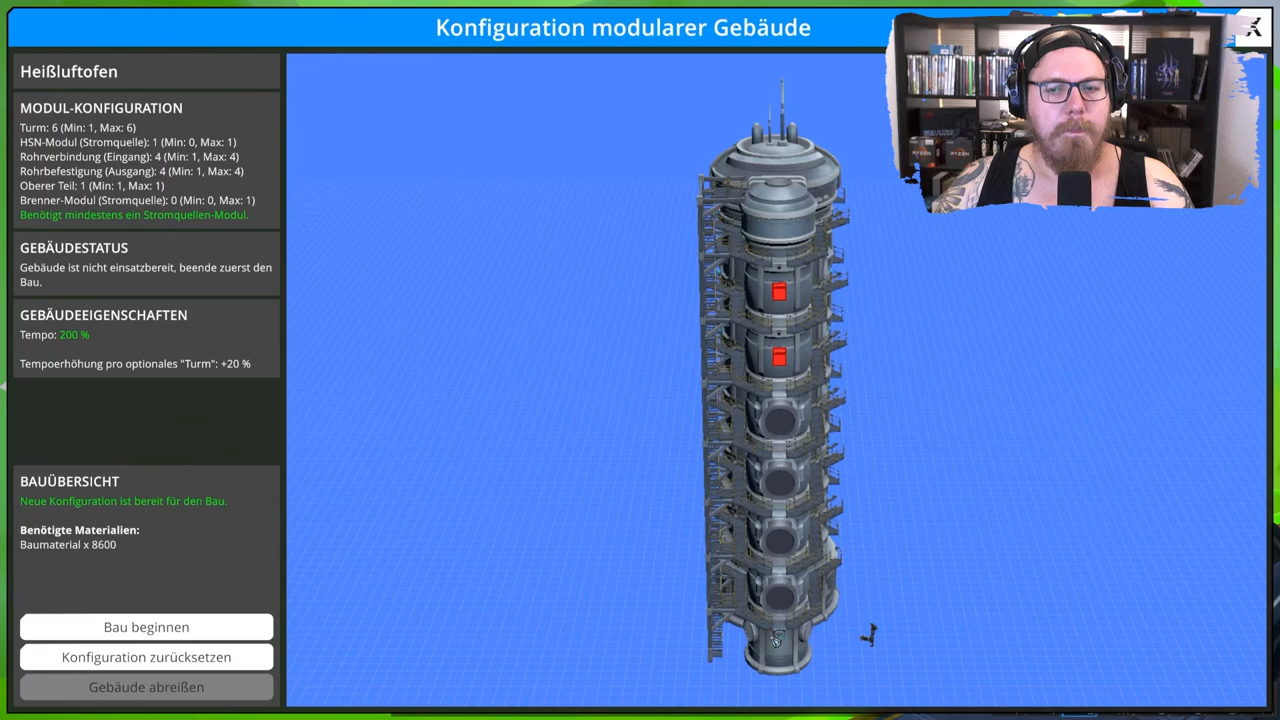 Konfiguration modularer Gebäude
Heißluftofen
MODUL-KONFIGURATION
Turm: 6 (Min: 1, Max: 6)
HSN-Modul (Stromquelle): 1 (Min: 0, Max: 1)
Rohrverbindung (Eingang): 4 (Min: 1, Max: 4)
Rohrbefestigung (Ausgang): 4 (Min: 1, Max: 4)
Oberer Teil: 1 (Min: 1, Max: 1)
Brenner-Modul (Stromquelle): 0 (Min: 0, Max: 1)
Benötigt mindestens ein Stromquellen-Modul.
GEBÄUDESTATUS
Gebäude ist nicht einsatzbereit, beende zuerst den
Bau.
GEBÄUDEEIGENSCHAFTEN
Tempo: 200 %
Tempoerhöhung pro optionales "Turm": +20 %
BAUÜBERSICHT
Neue Konfiguration ist bereit für den Bau.
Benötigte Materialien:
Baumaterial x 8600
Bau beginnen
Konfiguration zurücksetzen
Gebäude abreißen
RYZEN
RYZEN